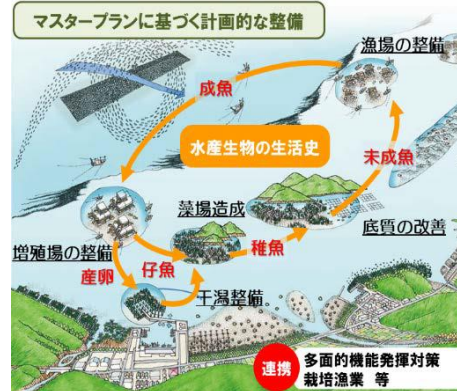 マスタープランに基づく計画的な整備
漁場の整備
成魚
水産生物の生活史
未成魚
藻場造成
底質の改善
増殖場の整備
稚魚
仔魚
産卵
干潟整備
連携
多面的機能発揮対策
栽培漁業 等